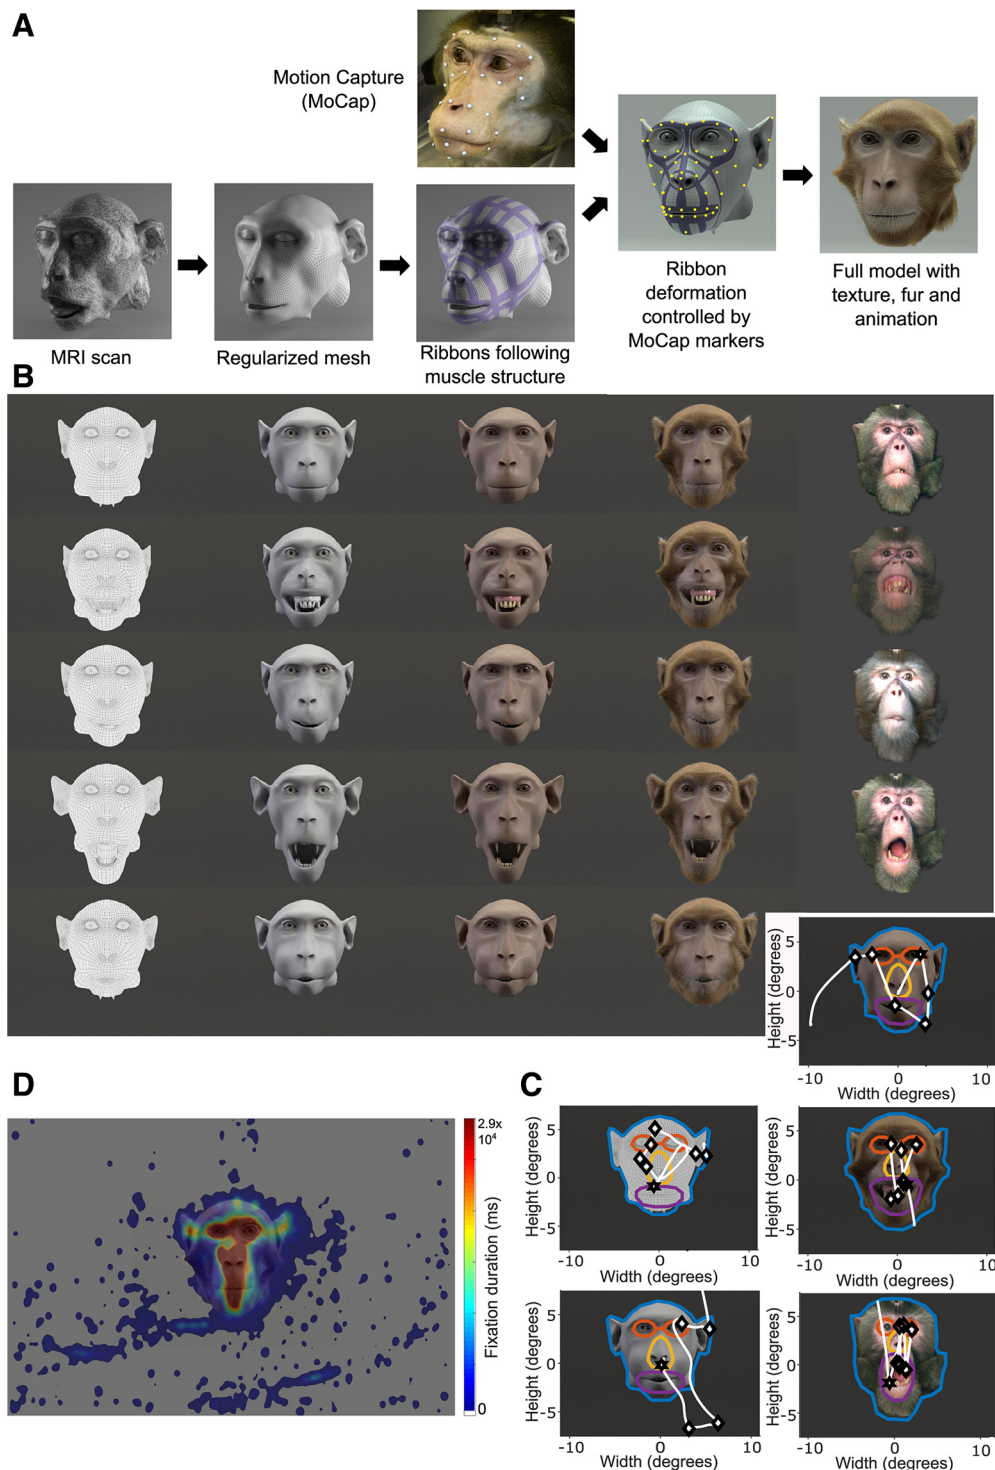 A
Motion Capture
(MoCap)
MRI scan
Regularized mesh
Ribbons following
muscle structure
Ribbon
deformation
controlled by
MoCap markers
Full model with
texture, fur and
animation
B
Height (degrees)
5
0
-5
-10
0
10
Width (degrees)
D
2.9x
10⁴
Fixation duration (ms)
0
C
Height (degrees)
5
0
-5
-10
0
10
Width (degrees)
Height (degrees)
5
0
-5
-10
0
10
Width (degrees)
Height (degrees)
5
0
-5
-10
0
10
Width (degrees)
Height (degrees)
5
0
-5
-10
0
10
Width (degrees)